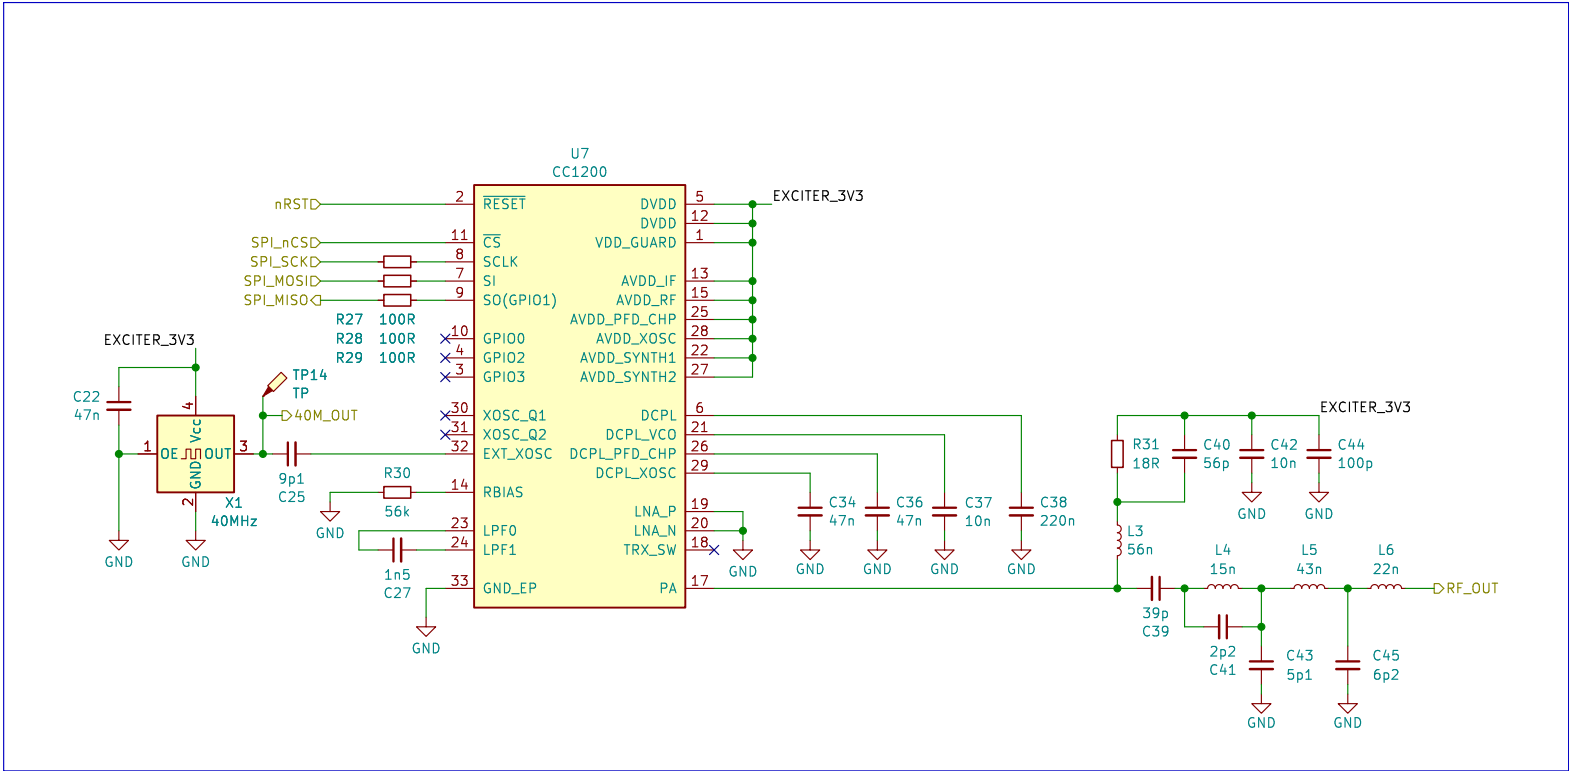 U7
CC1200
nRST 2 RESET DVDD 5 EXCITER_3V3
DVDD 12
SPI_nCS 11 CS VDD_GUARD 1
SPI_SCK 8 SCLK
SPI_MOSI 7 SI AVDD_IF 13
SPI_MISO 9 SO(GPIO1) AVDD_RF 15
R27 100R AVDD_PFD_CHP 25
R28 100R 10 GPIO0 AVDD_XOSC 28
R29 100R 4 GPIO2 AVDD_SYNTH1 22
3 GPIO3 AVDD_SYNTH2 27
EXCITER_3V3
TP14
TP
C22
47n
40M_OUT
30 XOSC_Q1 DCPL 6
31 XOSC_Q2 DCPL_VCO 21
32 EXT_XOSC DCPL_PFD_CHP 26
DCPL_XOSC 29
4
Vcc
1 OE OUT 3
GND
2
X1
40MHz
9p1
C25
GND
GND
R30
56k
14 RBIAS
GND
LNA_P 19
23 LPF0 LNA_N 20
24 LPF1 TRX_SW 18
1n5
C27
33 GND_EP PA 17
GND
GND
C34
47n
GND
C36
47n
GND
C37
10n
GND
C38
220n
GND
EXCITER_3V3
R31
18R
C40
56p
C42
10n
C44
100p
GND
GND
L3
56n
L4
15n
L5
43n
L6
22n
RF_OUT
39p
C39
2p2
C41
C43
5p1
C45
6p2
GND
GND